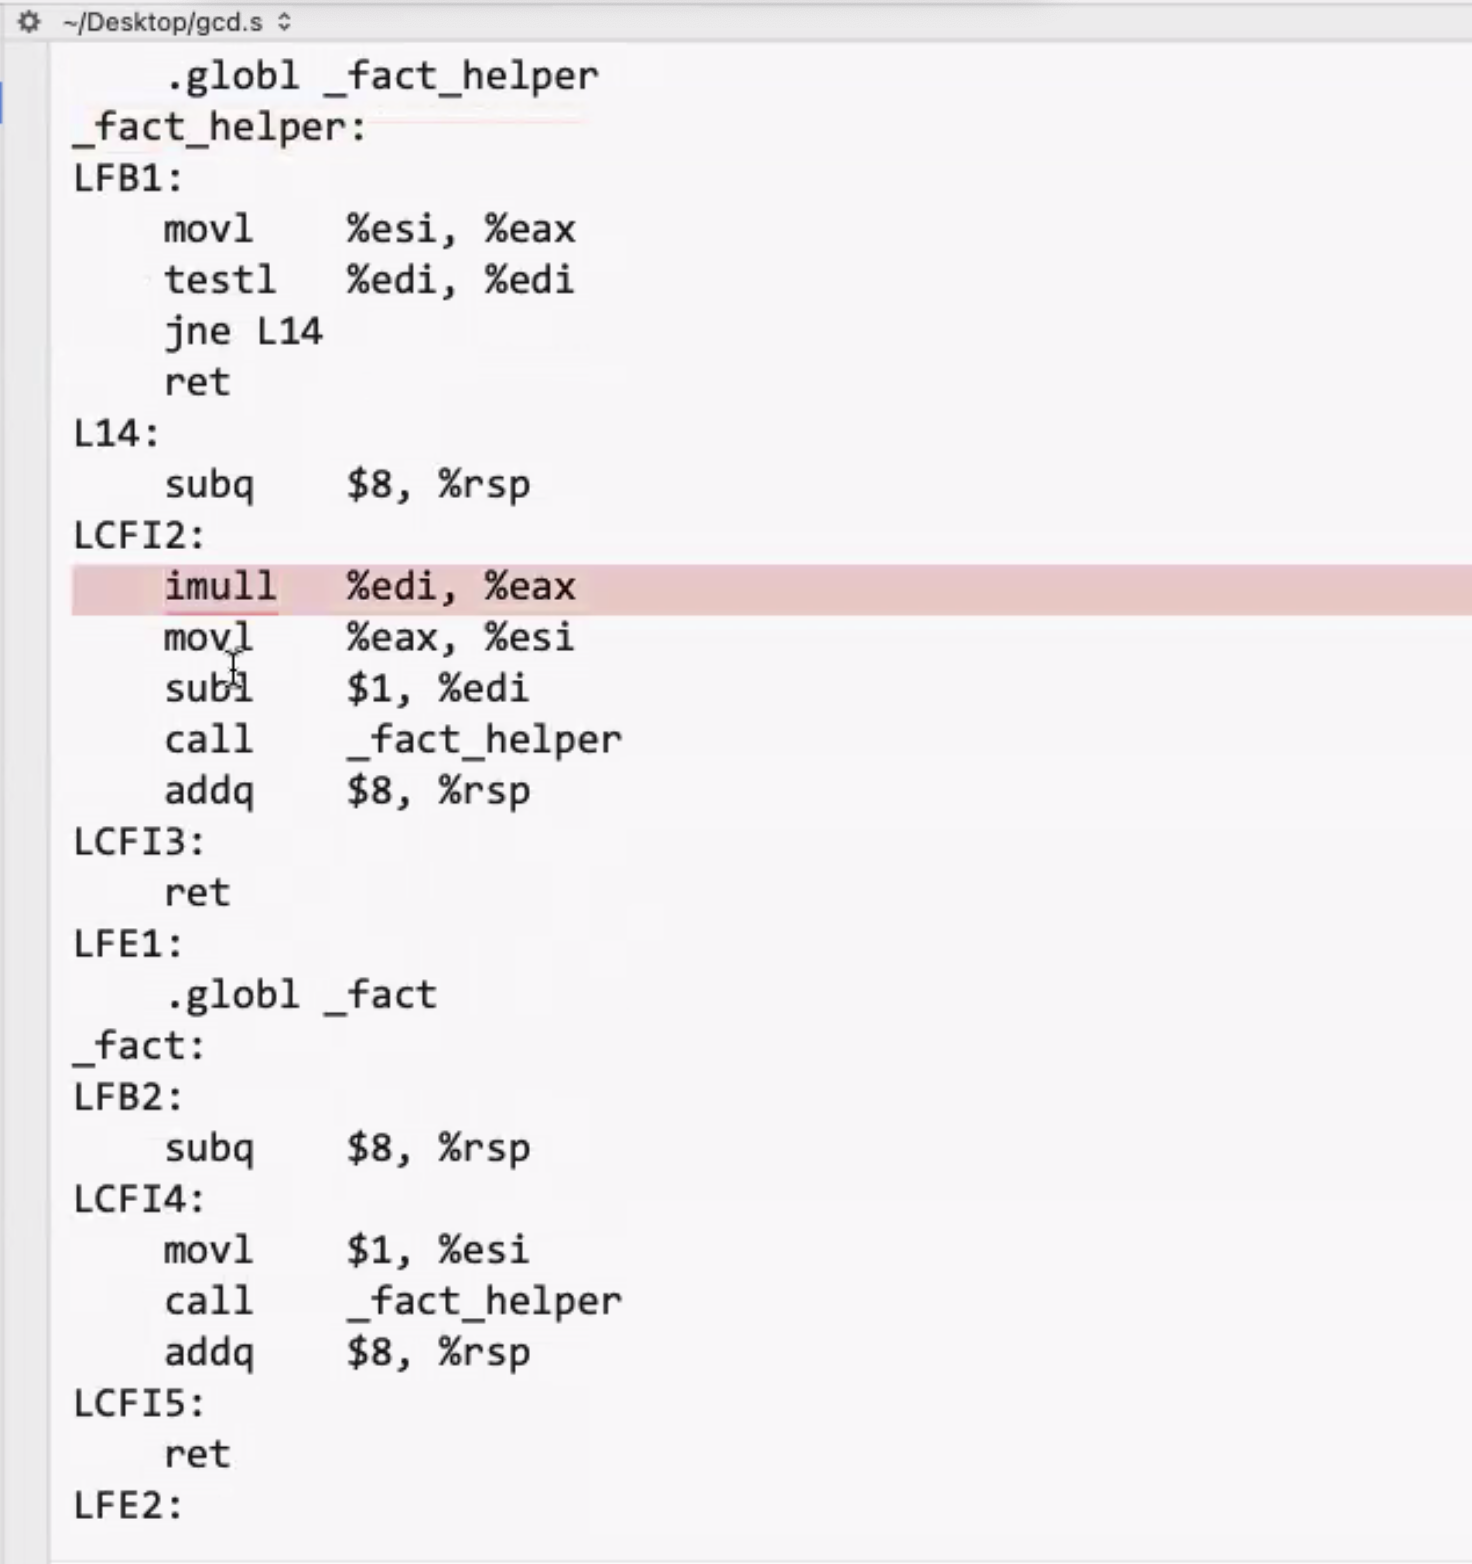 ~/Desktop/gcd.s
.globl _fact_helper
_fact_helper:
LFB1:
movl %esi, %eax
testl %edi, %edi
jne L14
ret
L14:
subq $8, %rsp
LCFI2:
imull %edi, %eax
movl %eax, %esi
subl $1, %edi
call _fact_helper
addq $8, %rsp
LCFI3:
ret
LFE1:
.globl _fact
_fact:
LFB2:
subq $8, %rsp
LCFI4:
movl $1, %esi
call _fact_helper
addq $8, %rsp
LCFI5:
ret
LFE2: